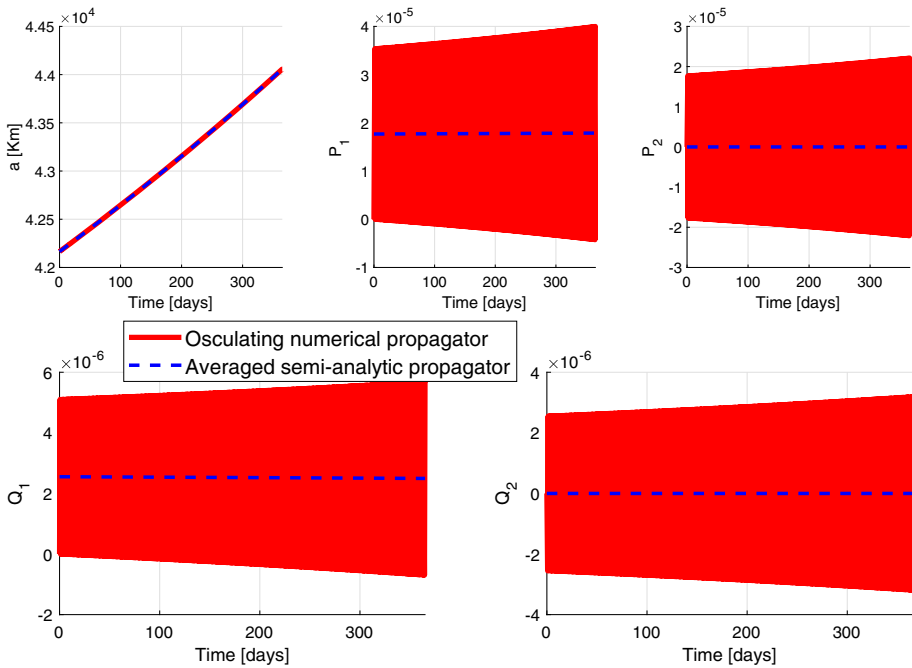 ×10⁴
4.45
4.4
4.35
4.3
4.25
4.2
a [Km]
0 100 200 300
Time [days]
×10⁻⁵
4
3
2
1
0
-1
P₁
0 100 200 300
Time [days]
×10⁻⁵
3
2
1
0
-1
-2
-3
P₂
0 100 200 300
Time [days]
Osculating numerical propagator
Averaged semi-analytic propagator
×10⁻⁶
6
4
2
0
-2
Q₁
0 100 200 300
Time [days]
×10⁻⁶
4
2
0
-2
-4
Q₂
0 100 200 300
Time [days]